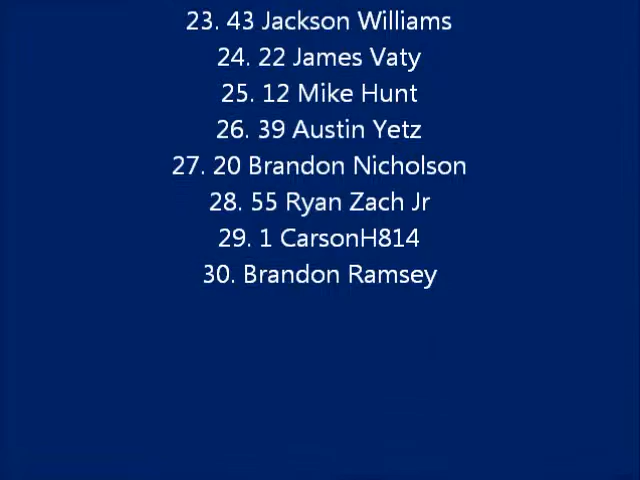 23. 43 Jackson Williams
24. 22 James Vaty
25. 12 Mike Hunt
26. 39 Austin Yetz
27. 20 Brandon Nicholson
28. 55 Ryan Zach Jr
29. 1 CarsonH814
30. Brandon Ramsey